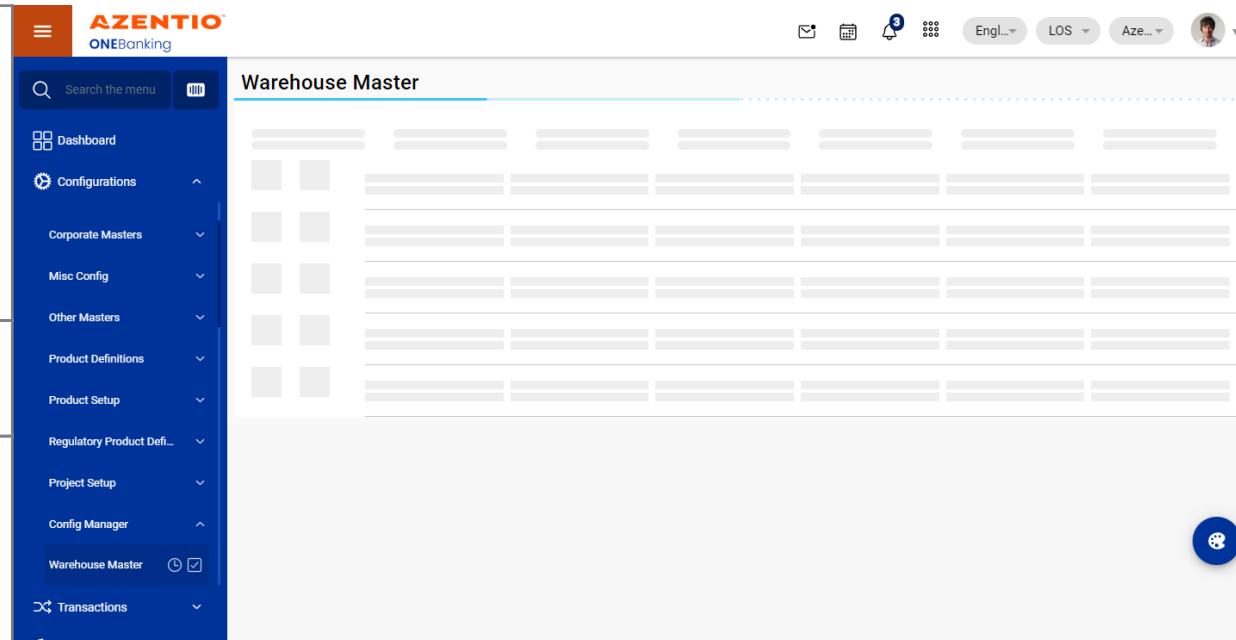 AZENTIO
ONEBanking
3
Engl...
LOS
Aze...
Search the menu
Warehouse Master
Dashboard
Configurations
Corporate Masters
Misc Config
Other Masters
Product Definitions
Product Setup
Regulatory Product Defi...
Project Setup
Config Manager
Warehouse Master
Transactions